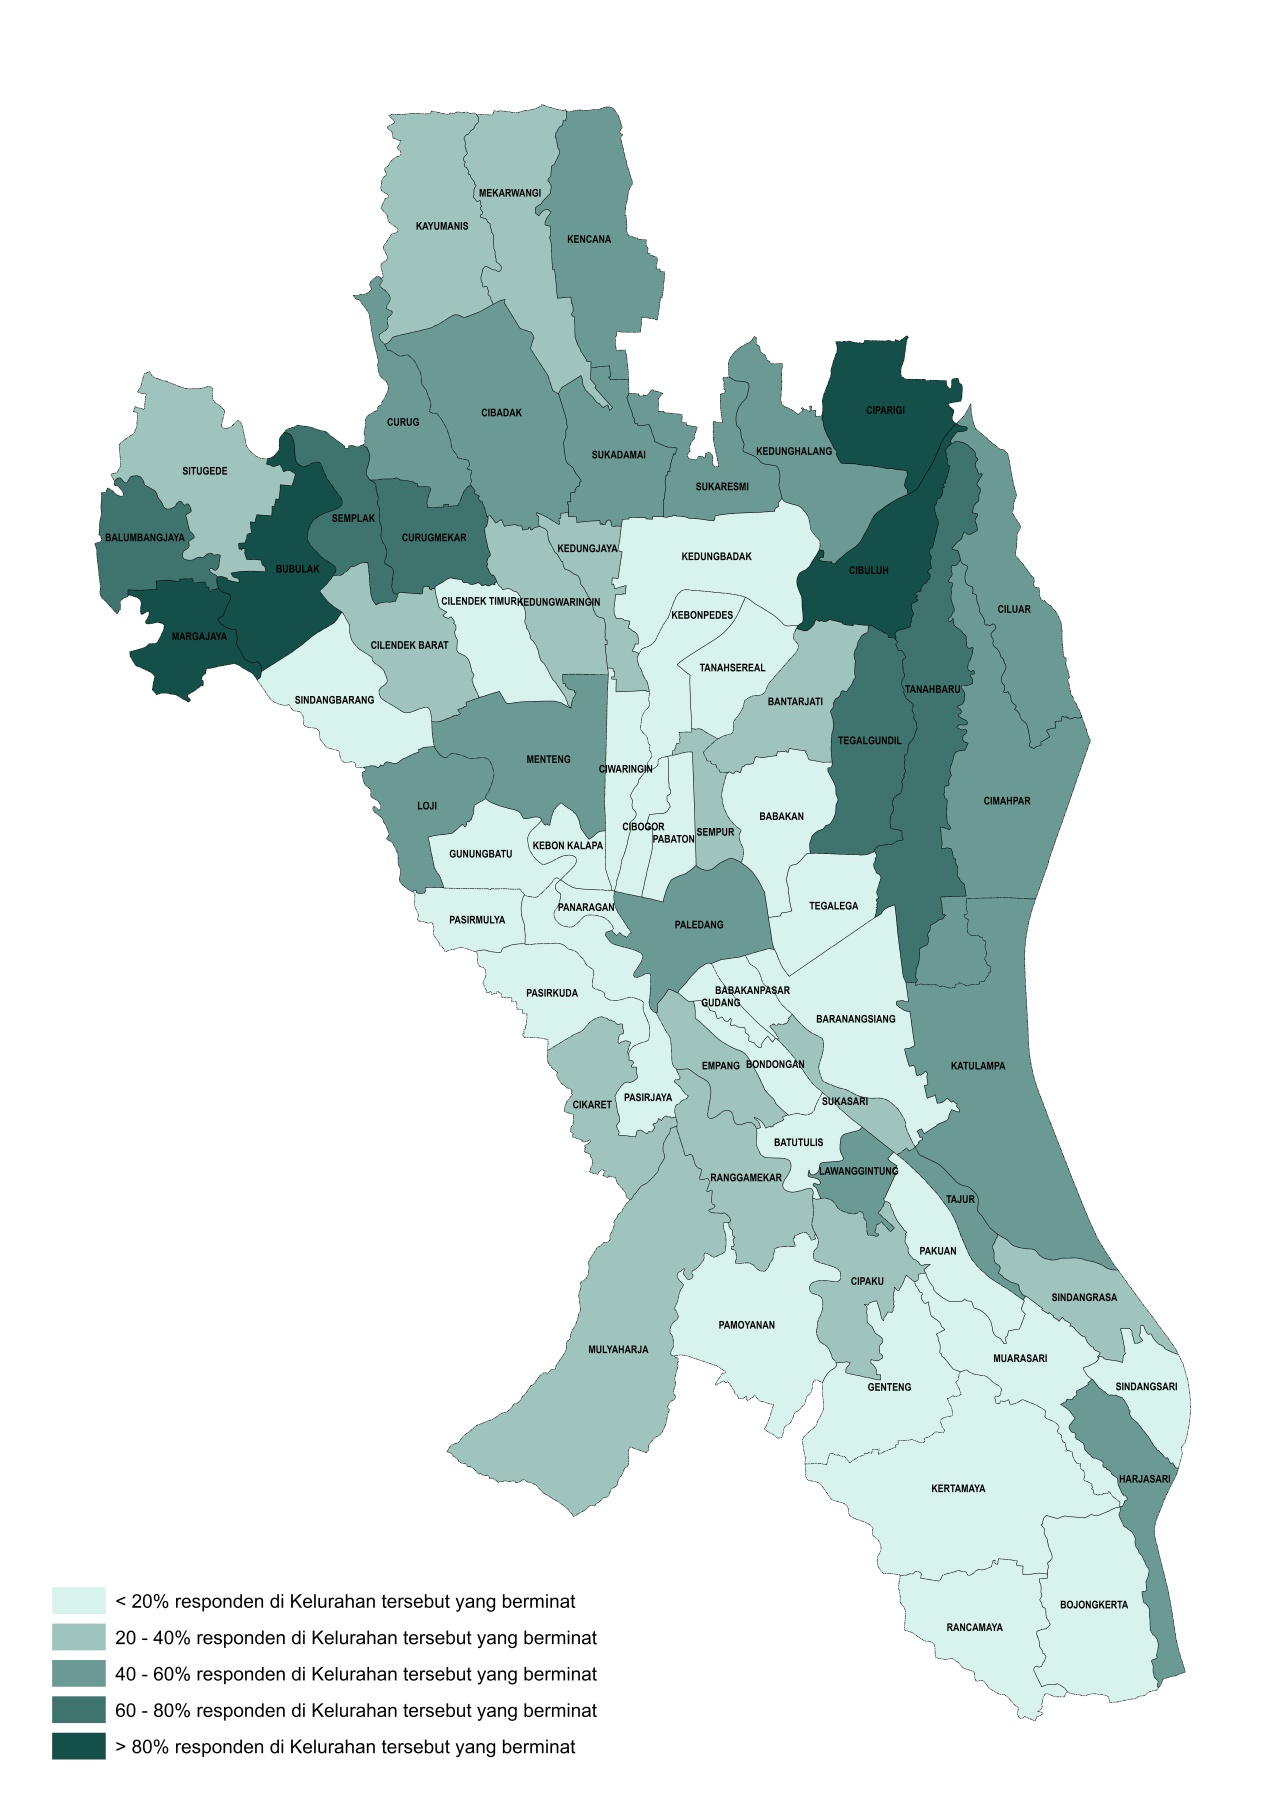 MEKARWANGI
KAYUMANIS
KENCANA
CIPARIGI
CIBADAK
CURUG
KEDUNGHALANG
SUKADAMAI
SITUGEDE
SUKARESMI
SEMPLAK
BALUMBANGJAYA
CURUGMEKAR
KEDUNGJAYA
KEDUNGBADAK
BUBULAK
CIBULUH
CILENDEK TIMUR
KEDUNGWARINGIN
CILUAR
KEBONPEDES
MARGAJAYA
CILENDEK BARAT
TANAHSEREAL
TANAHBARU
SINDANGBARANG
BANTARJATI
TEGALGUNDIL
MENTENG
CIWARINGIN
CIMAHPAR
LOJI
BABAKAN
CIBOGOR
SEMPUR
PABATON
KEBON KALAPA
GUNUNGBATU
PANARAGAN
TEGALEGA
PASIRMULYA
PALEDANG
BABAKANPASAR
PASIRKUDA
GUDANG
BARANANGSIANG
EMPANG
BONDONGAN
KATULAMPA
PASIRJAYA
SUKASARI
CIKARET
BATUTULIS
LAWANGGINTUNG
RANGGAMEKAR
TAJUR
PAKUAN
CIPAKU
SINDANGRASA
PAMOYANAN
MULYAHARJA
MUARASARI
GENTENG
SINDANGSARI
HARJASARI
KERTAMAYA
BOJONGKERTA
RANCAMAYA
< 20% responden di Kelurahan tersebut yang berminat
20 - 40% responden di Kelurahan tersebut yang berminat
40 - 60% responden di Kelurahan tersebut yang berminat
60 - 80% responden di Kelurahan tersebut yang berminat
> 80% responden di Kelurahan tersebut yang berminat